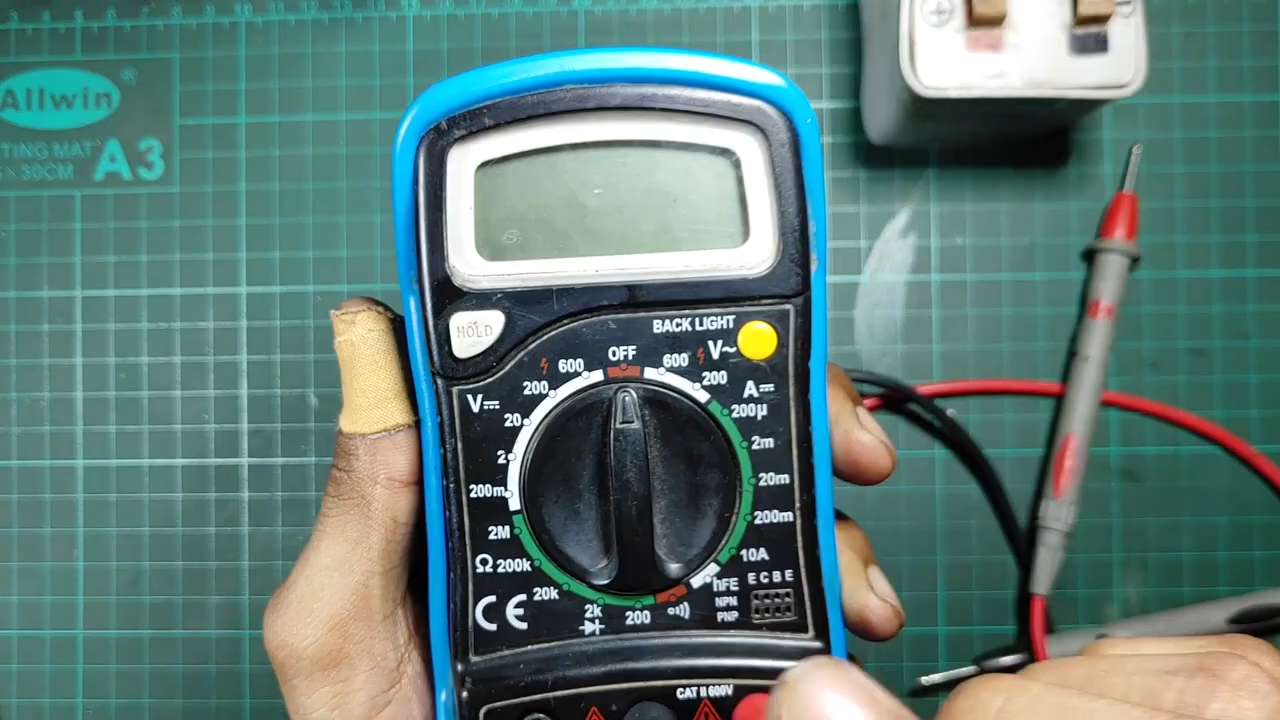 Allwin®
TING MAT A3
30CM
HOLD
BACK LIGHT
OFF
600
200
V
20
2
200m
2M
Ω 200k
20k
2k
200
600 V~
200
A
200µ
2m
20m
200m
10A
hFE
NPN
PNP
E C B E
CE
CAT II 600V